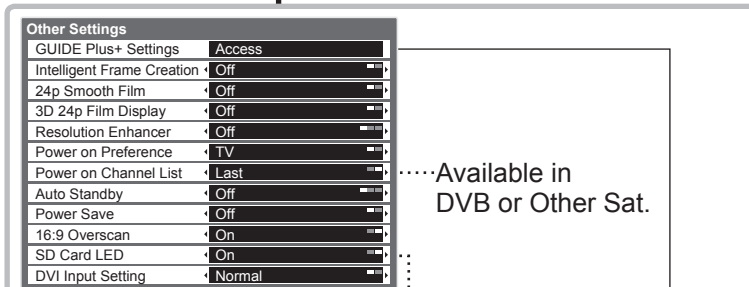 Other Settings
GUIDE Plus+ Settings Access
Intelligent Frame Creation Off
24p Smooth Film Off
3D 24p Film Display Off
Resolution Enhancer Off
Power on Preference TV
Power on Channel List Last
Auto Standby Off
Power Save Off
16:9 Overscan On
SD Card LED On
DVI Input Setting Normal
Available in
DVB or Other Sat.